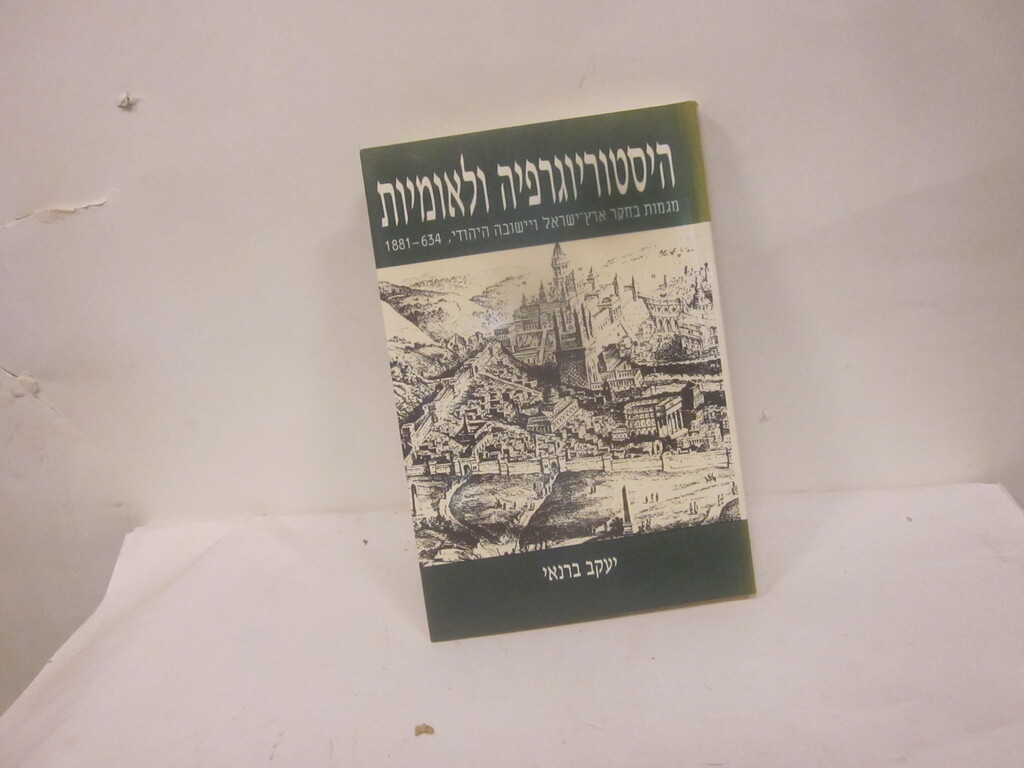 היסטוריוגרפיה ולאומיות
מגמות בחקר ארץ־ישראל ויישובה היהודי, 634–1881
יעקב ברנאי